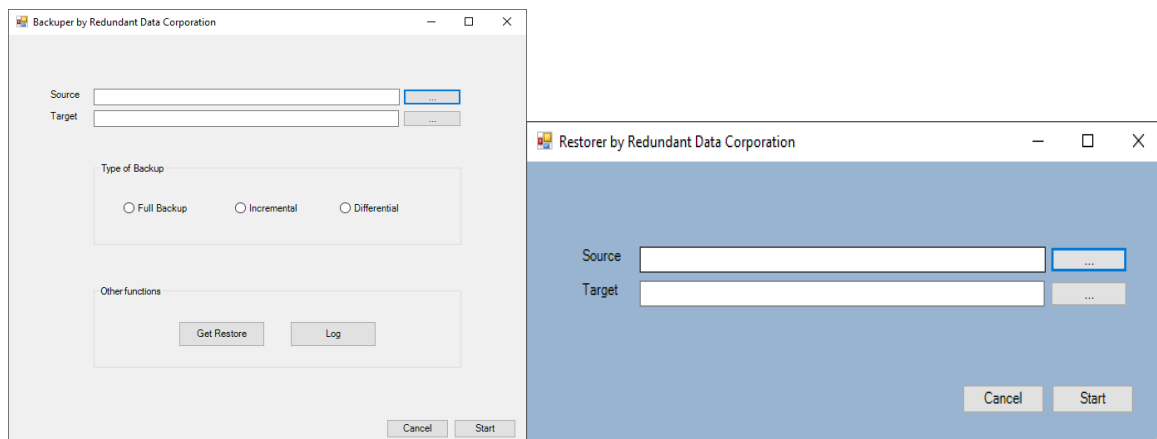 Backuper by Redundant Data Corporation
Source
...
Target
...
Type of Backup
Full Backup Incremental Differential
Other functions
Get Restore Log
Cancel Start
Restorer by Redundant Data Corporation
Source
...
Target
...
Cancel Start